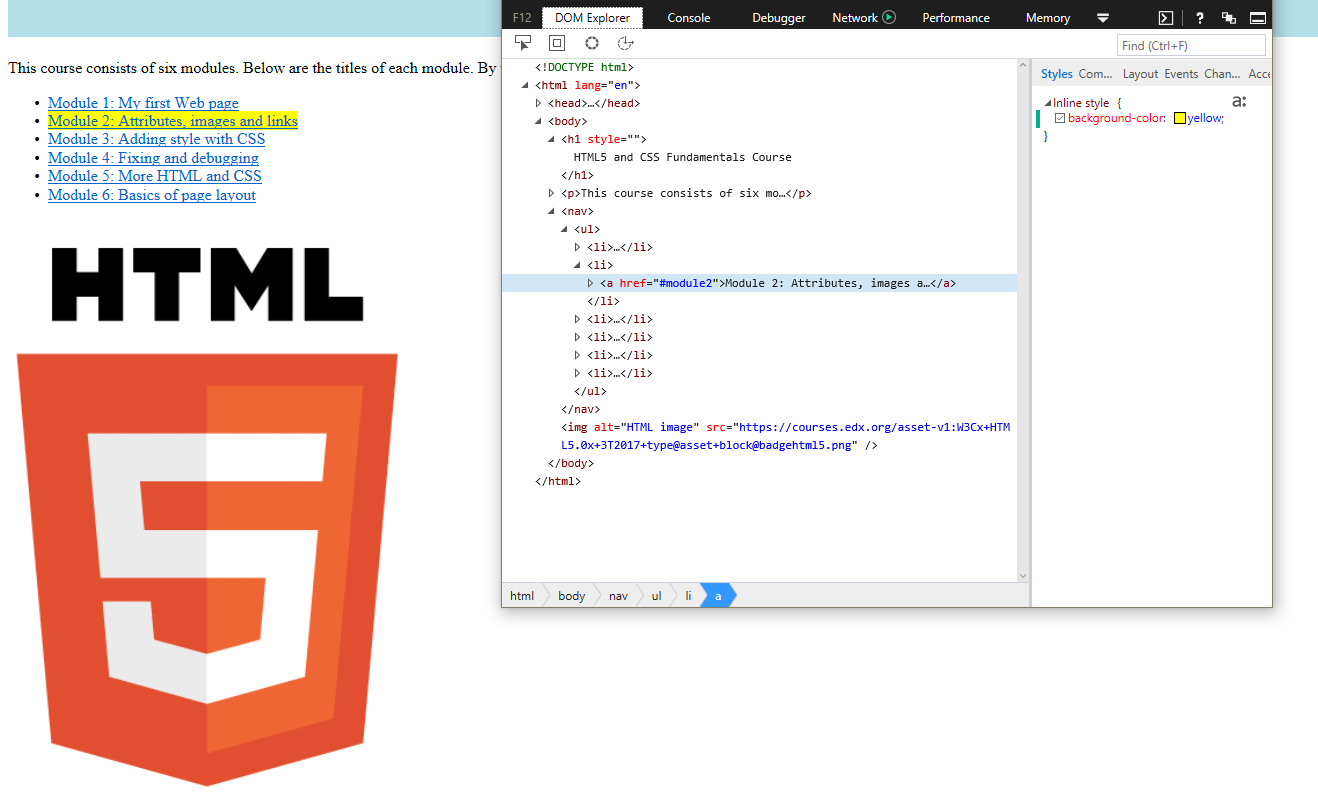 This course consists of six modules. Below are the titles of each module. By
• Module 1: My first Web page
• Module 2: Attributes, images and links
• Module 3: Adding style with CSS
• Module 4: Fixing and debugging
• Module 5: More HTML and CSS
• Module 6: Basics of page layout
HTML
5
F12 DOM Explorer Console Debugger Network Performance Memory ?
Find (Ctrl+F)
<!DOCTYPE html>
<html lang="en">
<head>…</head>
<body>
<h1 style="">
HTML5 and CSS Fundamentals Course
</h1>
<p>This course consists of six mo…</p>
<nav>
<ul>
<li>…</li>
<li>
<a href="#module2">Module 2: Attributes, images a…</a>
</li>
<li>…</li>
<li>…</li>
<li>…</li>
<li>…</li>
</ul>
</nav>
<img alt="HTML image" src="https://courses.edx.org/asset-v1:W3Cx+HTM
L5.0x+3T2017+type@asset+block@badgehtml5.png" />
</body>
</html>
html body nav ul li a
Styles Com... Layout Events Chan... Acce
Inline style { a:
background-color: yellow;
}